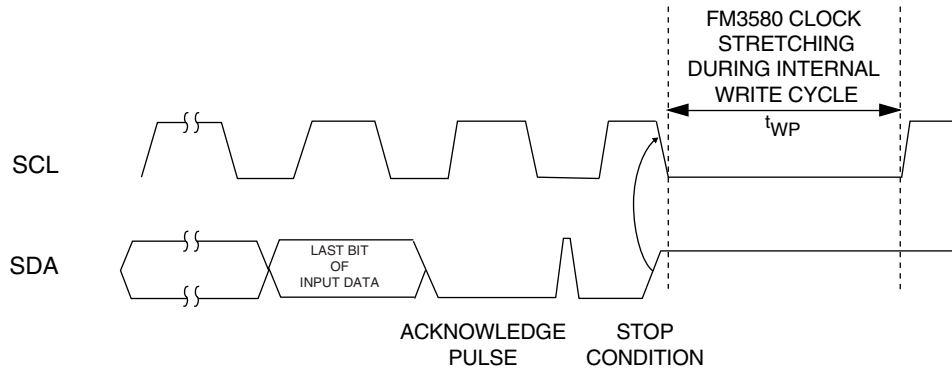 FM3580 CLOCK
STRETCHING
DURING INTERNAL
WRITE CYCLE
tWP
SCL
SDA
LAST BIT
OF
INPUT DATA
ACKNOWLEDGE
PULSE
STOP
CONDITION